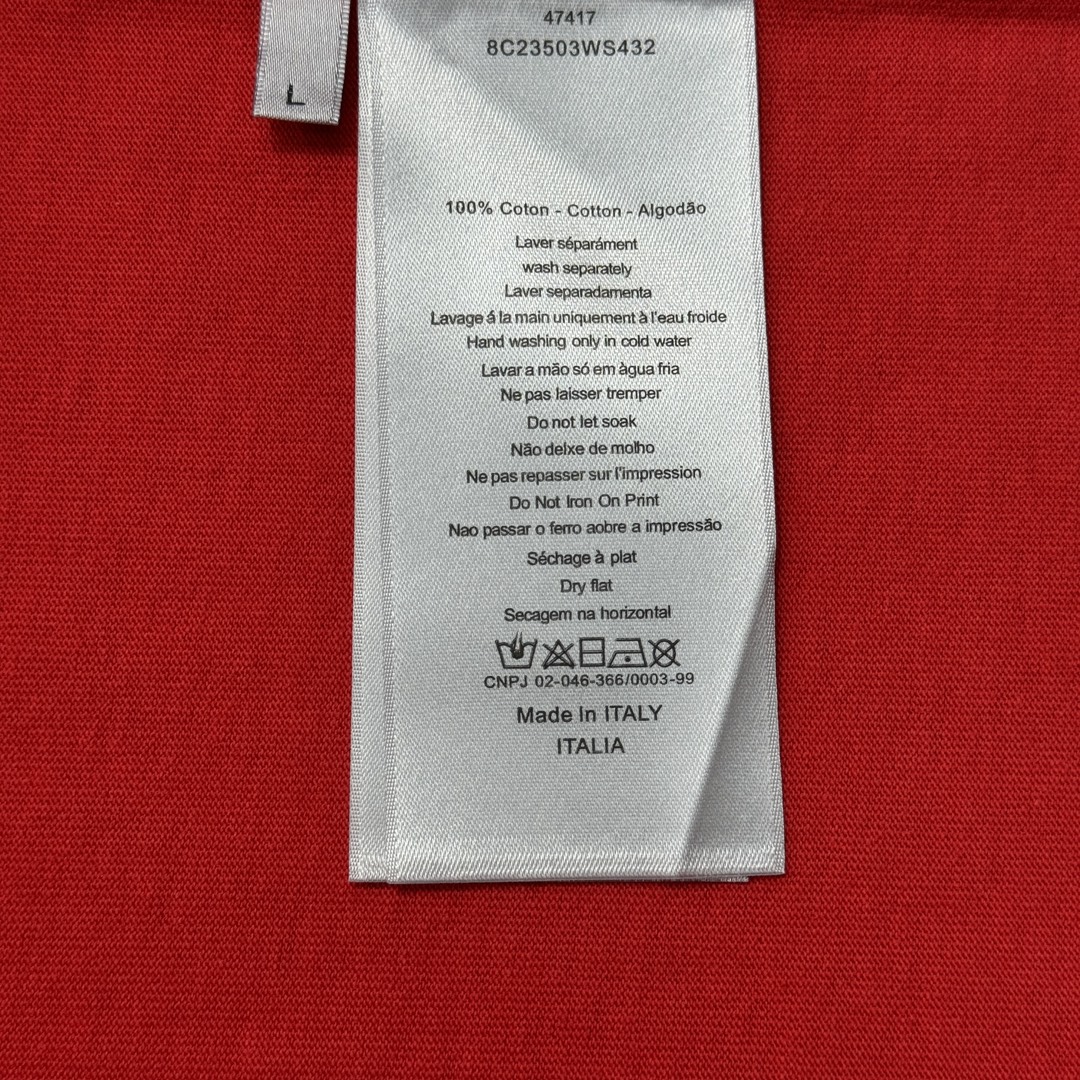 L
47417
8C23503WS432
100% Coton - Cotton - Algodão
Laver séparáment
wash separately
Laver separadamenta
Lavage á la main uniquement à l'eau froide
Hand washing only in cold water
Lavar a mão só em àgua fria
Ne pas laisser tremper
Do not let soak
Não delxe de molho
Ne pas repasser sur l'impression
Do Not Iron On Print
Nao passar o ferro aobre a impressão
Séchage à plat
Dry flat
Secagem na horizontal
CNPJ 02-046-366/0003-99
Made In ITALY
ITALIA